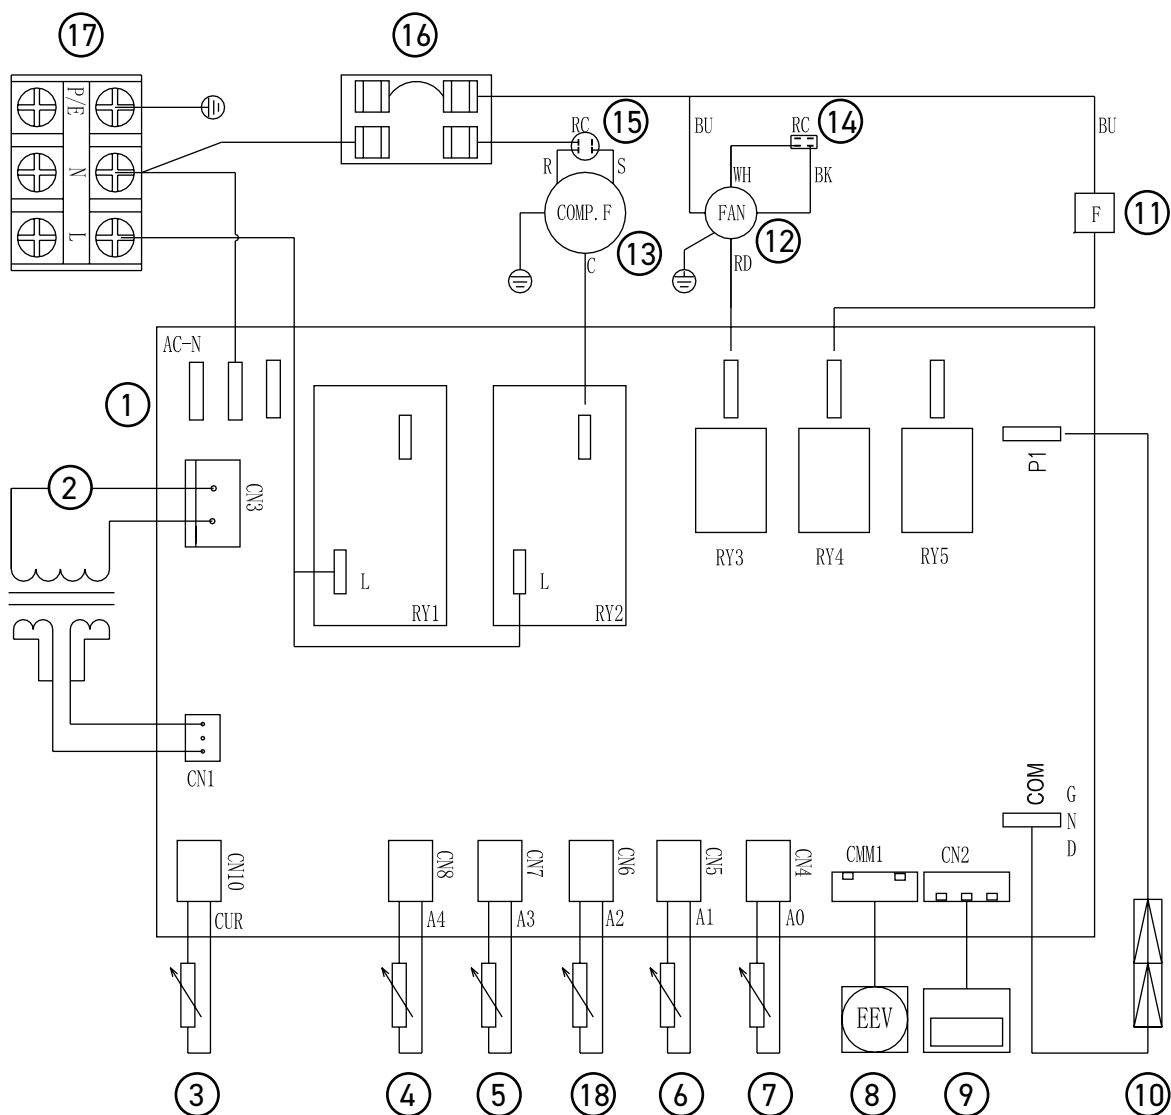 17
16
P/E
N
L
RC
15
R
S
COMP. F
13
C
BU
RC
14
WH
BK
FAN
12
RD
BU
F
11
AC-N
1
2
CN3
L
RY1
L
RY2
RY3
RY4
RY5
P1
CN1
COM
G
N
D
CN10
CUR
CN8
A4
CN7
A3
CN6
A2
CN5
A1
CN4
A0
CMM1
CN2
EEV
3
4
5
18
6
7
8
9
10